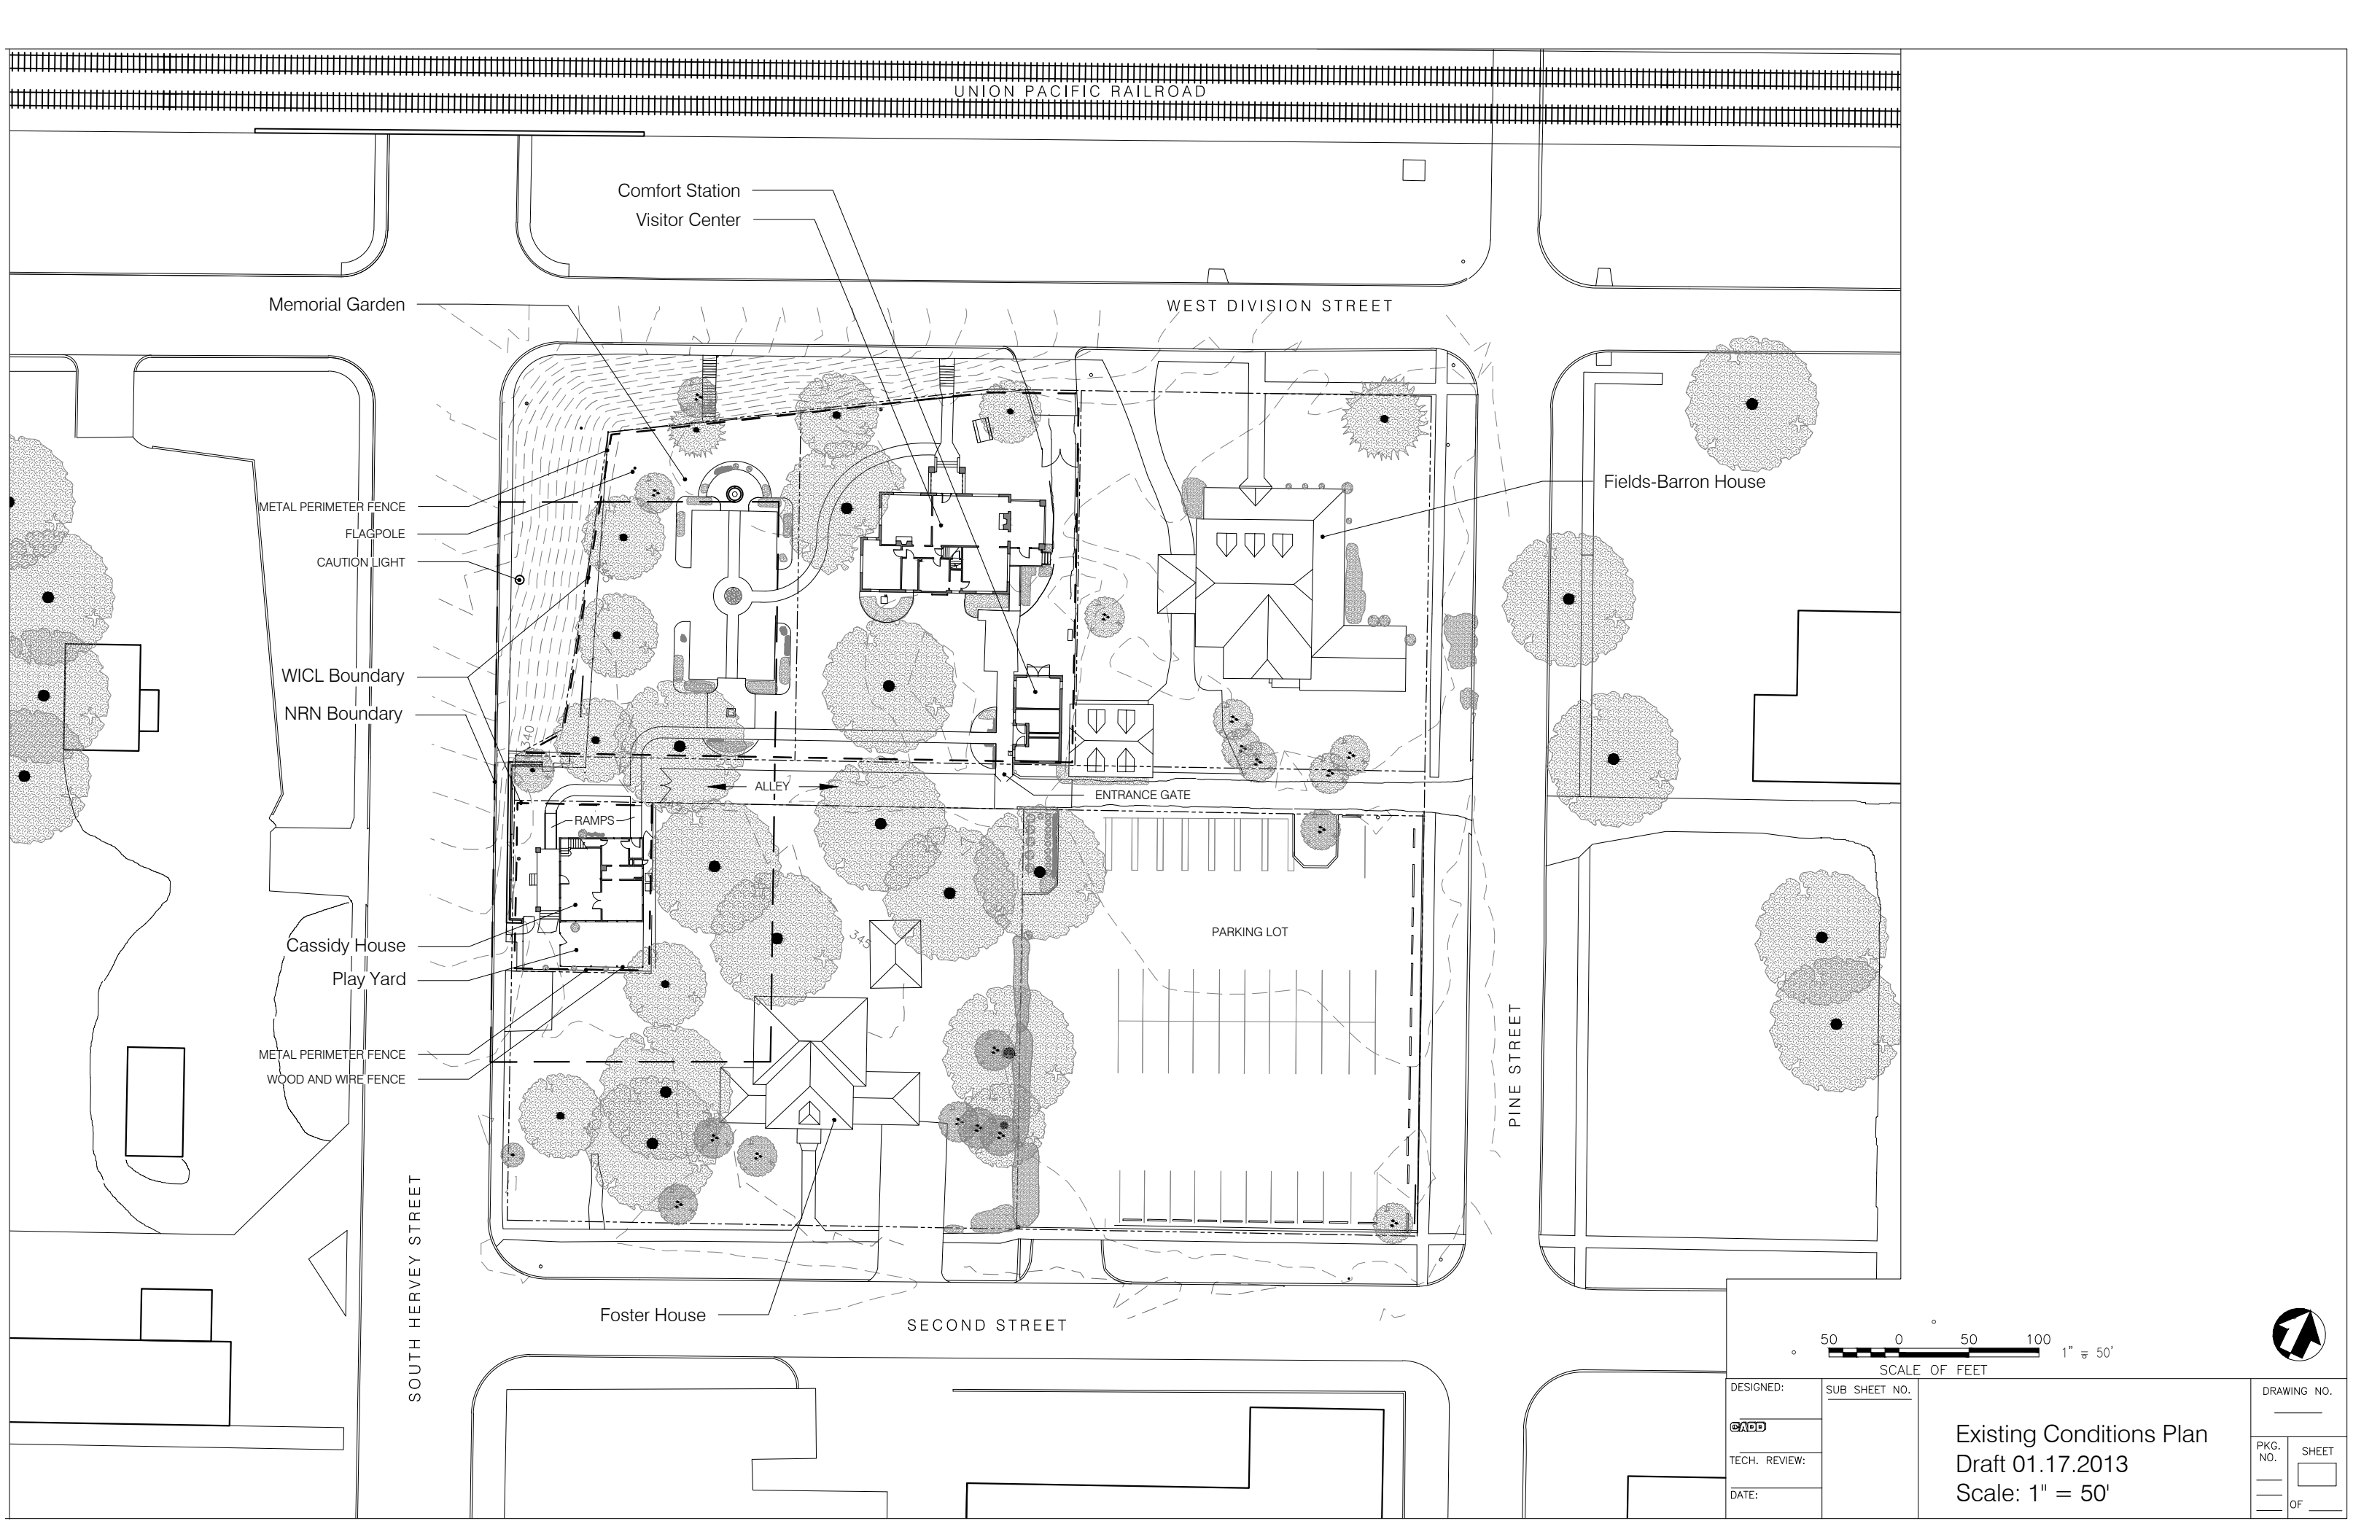 UNION PACIFIC RAILROAD
Comfort Station
Visitor Center
Memorial Garden
WEST DIVISION STREET
Fields-Barron House
METAL PERIMETER FENCE
FLAGPOLE
CAUTION LIGHT
WICL Boundary
NRN Boundary
340
ALLEY
ENTRANCE GATE
RAMPS
345
PARKING LOT
Cassidy House
Play Yard
METAL PERIMETER FENCE
WOOD AND WIRE FENCE
PINE STREET
SOUTH HERVEY STREET
Foster House
SECOND STREET
50 0 50 100
1" = 50'
SCALE OF FEET
DESIGNED:
SUB SHEET NO.
CADD
TECH. REVIEW:
DATE:
Existing Conditions Plan
Draft 01.17.2013
Scale: 1" = 50'
DRAWING NO.
PKG.
NO.
SHEET
OF